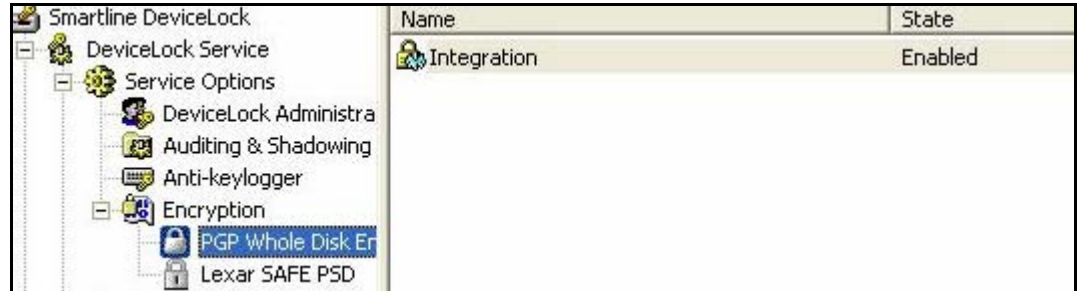 Smartline DeviceLock
DeviceLock Service
Service Options
DeviceLock Administra
Auditing & Shadowing
Anti-keylogger
Encryption
PGP Whole Disk En
Lexar SAFE PSD
Name State
Integration Enabled